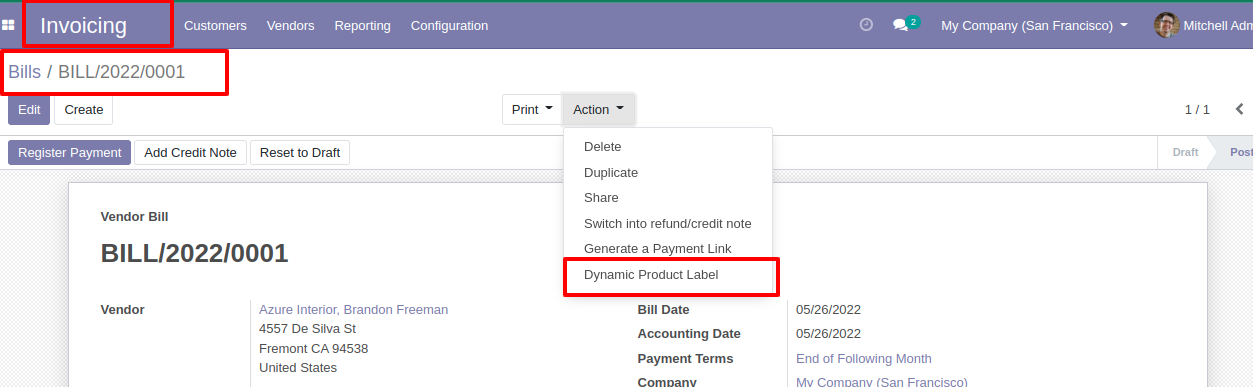 Invoicing Customers Vendors Reporting Configuration 2 My Company (San Francisco) Mitchell Adm
Bills / BILL/2022/0001
Edit Create Print Action 1 / 1
Delete
Register Payment Add Credit Note Reset to Draft Draft Post
Duplicate
Share
Switch into refund/credit note
Generate a Payment Link
Dynamic Product Label
Vendor Bill
BILL/2022/0001
Vendor Azure Interior, Brandon Freeman
4557 De Silva St
Fremont CA 94538
United States
Bill Date 05/26/2022
Accounting Date 05/26/2022
Payment Terms End of Following Month
Company My Company (San Francisco)